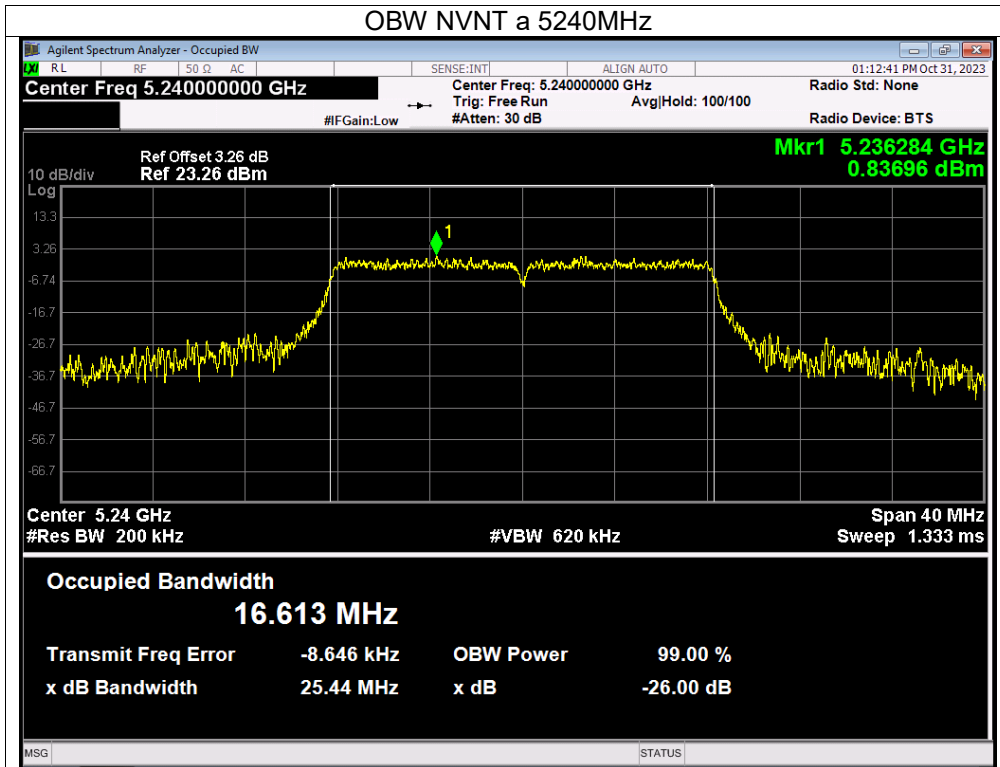 OBW NVNT a 5240MHz
Agilent Spectrum Analyzer - Occupied BW
LXI RL RF 50 Ω AC SENSE:INT ALIGN AUTO 01:12:41 PM Oct 31, 2023
Center Freq 5.240000000 GHz Center Freq: 5.240000000 GHz Radio Std: None
Trig: Free Run Avg|Hold: 100/100
#IFGain:Low #Atten: 30 dB Radio Device: BTS
Mkr1 5.236284 GHz
0.83696 dBm
Ref Offset 3.26 dB
10 dB/div Ref 23.26 dBm
Log
13.3
1
3.26
-6.74
-16.7
-26.7
-36.7
-46.7
-56.7
-66.7
Center 5.24 GHz Span 40 MHz
#Res BW 200 kHz #VBW 620 kHz Sweep 1.333 ms
Occupied Bandwidth
16.613 MHz
Transmit Freq Error -8.646 kHz OBW Power 99.00 %
x dB Bandwidth 25.44 MHz x dB -26.00 dB
MSG STATUS